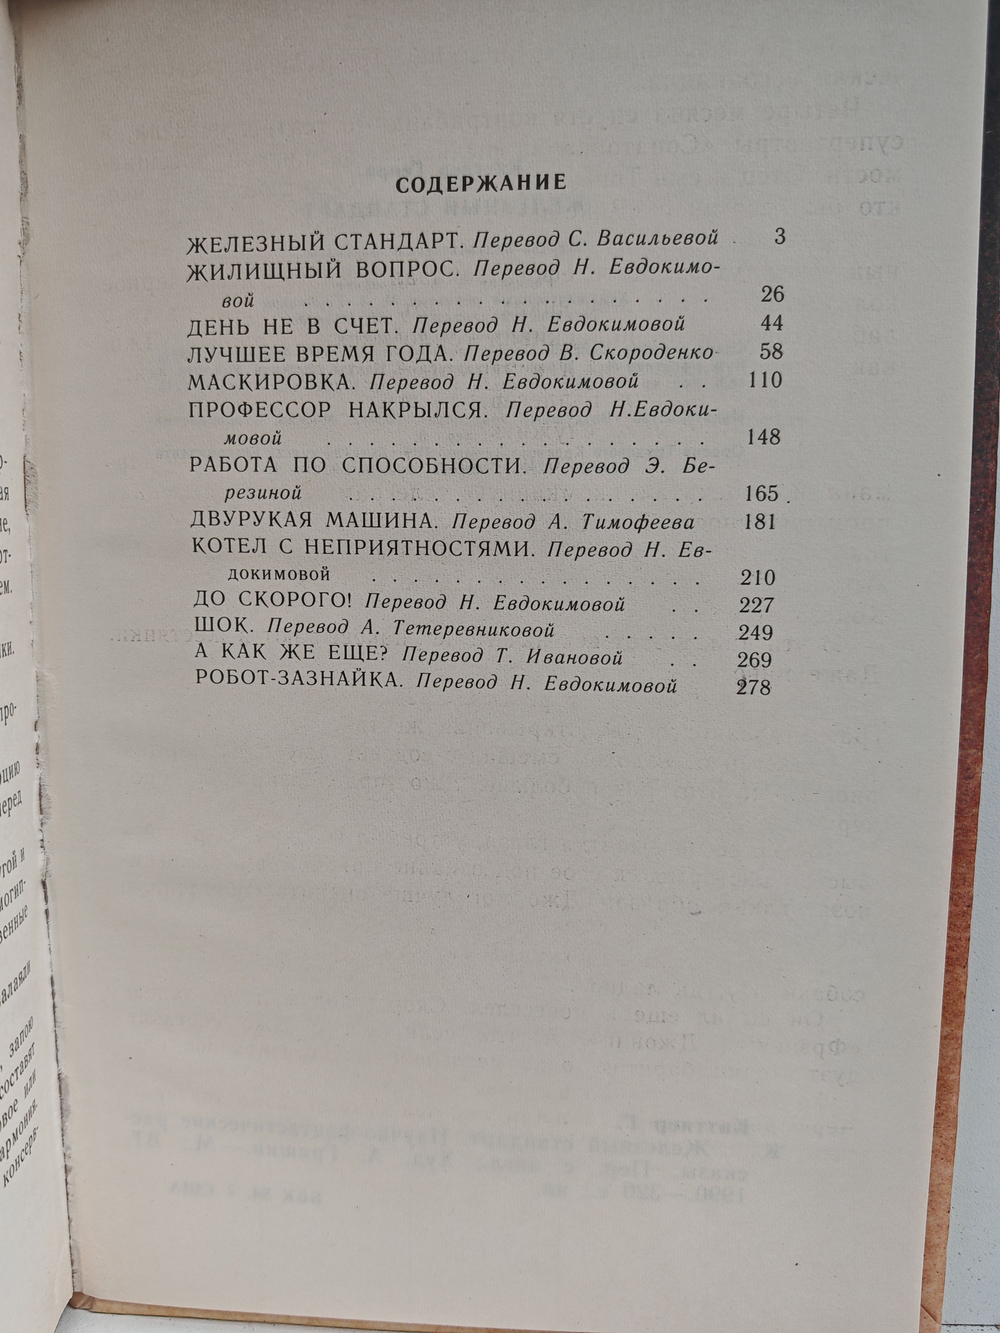 СОДЕРЖАНИЕ
ЖЕЛЕЗНЫЙ СТАНДАРТ. Перевод С. Васильевой . 3
ЖИЛИЩНЫЙ ВОПРОС. Перевод Н. Евдокимо-
вой . . . . . . . . . . . . . . . . . 26
ДЕНЬ НЕ В СЧЕТ. Перевод Н. Евдокимовой 44
ЛУЧШЕЕ ВРЕМЯ ГОДА. Перевод В. Скороденко 58
МАСКИРОВКА. Перевод Н. Евдокимовой . . 110
ПРОФЕССОР НАКРЫЛСЯ. Перевод Н.Евдоки-
мовой . . . . . . . . . . . . . . . . 148
РАБОТА ПО СПОСОБНОСТИ. Перевод Э. Бе-
резиной . . . . . . . . . . . . . . . 165
ДВУРУКАЯ МАШИНА. Перевод А. Тимофеева 181
КОТЕЛ С НЕПРИЯТНОСТЯМИ. Перевод Н. Ев-
докимовой . . . . . . . . . . . . . . 210
ДО СКОРОГО! Перевод Н. Евдокимовой . . 227
ШОК. Перевод А. Тетеревниковой . . . . . 249
А КАК ЖЕ ЕЩЕ? Перевод Т. Ивановой . . 269
РОБОТ-ЗАЗНАЙКА. Перевод Н. Евдокимовой 278